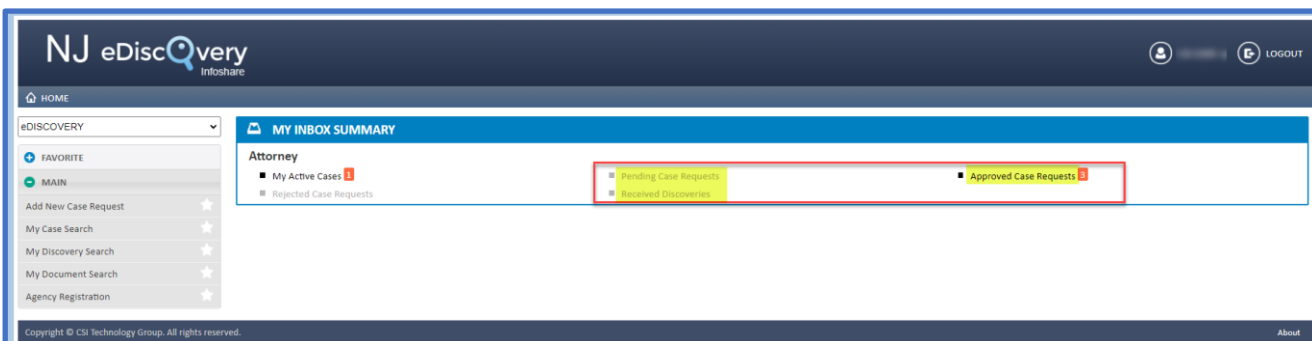 NJ eDiscovery
Infoshare
LOGOUT
HOME
eDISCOVERY
MY INBOX SUMMARY
FAVORITE
MAIN
Add New Case Request
My Case Search
My Discovery Search
My Document Search
Agency Registration
Attorney
My Active Cases 1
Pending Case Requests
Approved Case Requests 3
Rejected Case Requests
Received Discoveries
Copyright © CSI Technology Group. All rights reserved.
About